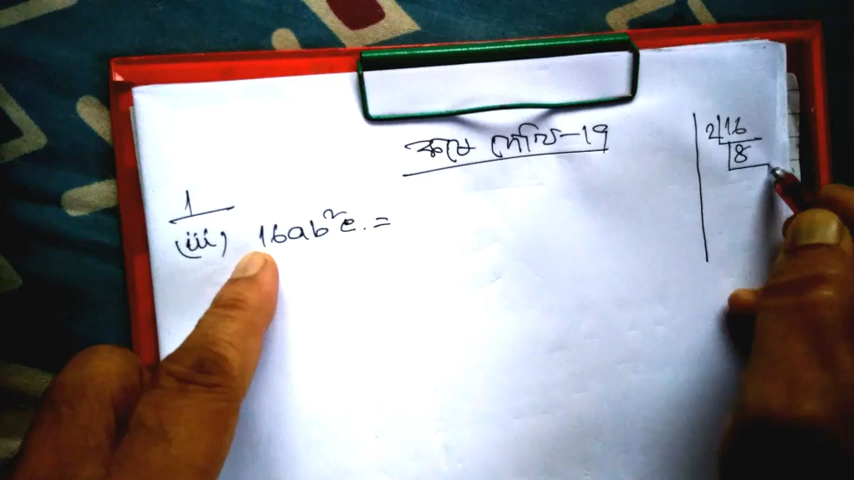 কষে দেখি-19
1
(iii) 16ab²c. =
2 16
8